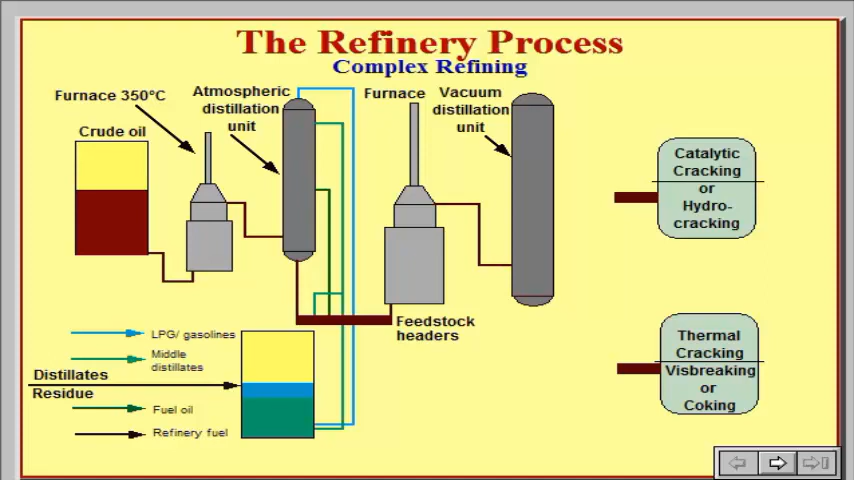 The Refinery Process
Complex Refining
Furnace 350°C
Atmospheric
distillation
unit
Furnace
Vacuum
distillation
unit
Crude oil
Catalytic
Cracking
or
Hydro-
cracking
Feedstock
headers
LPG/ gasolines
Middle
distillates
Distillates
Residue
Fuel oil
Refinery fuel
Thermal
Cracking
Visbreaking
or
Coking